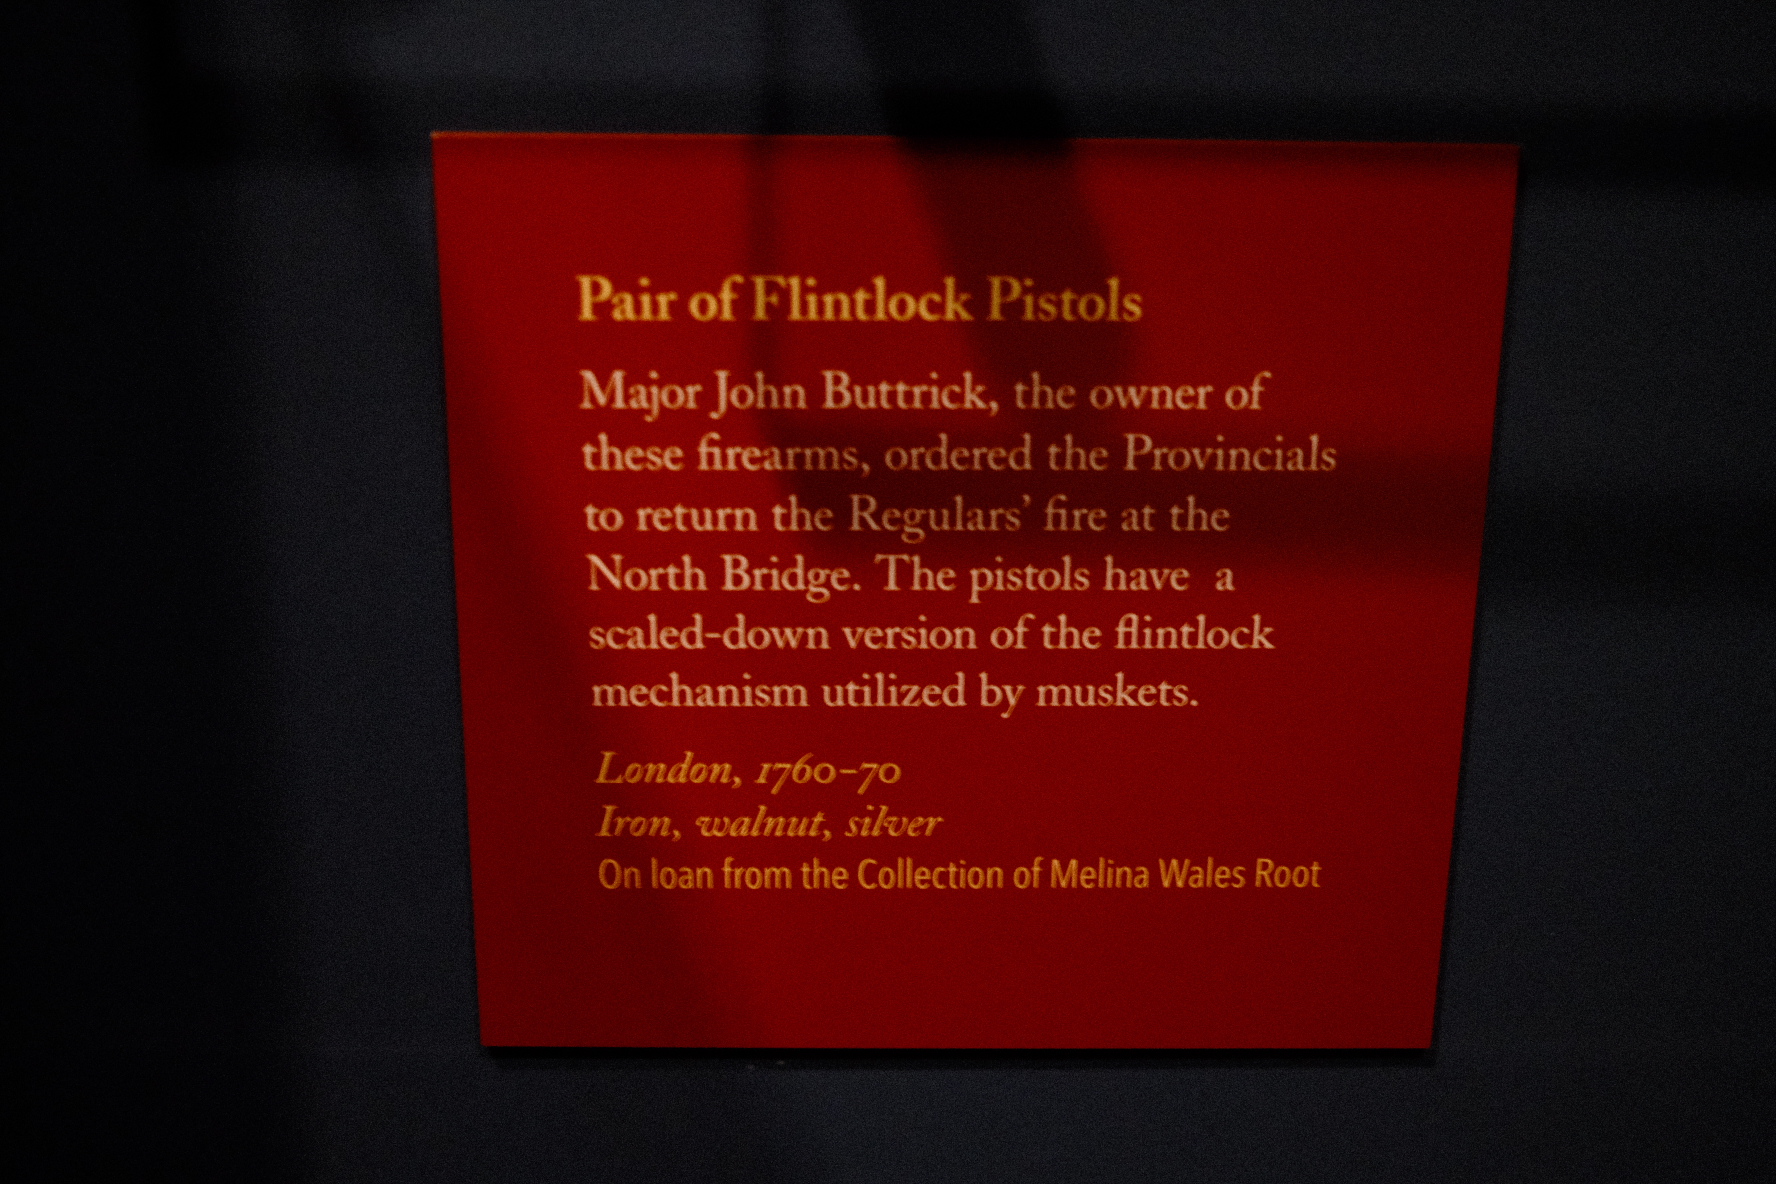 Pair of Flintlock Pistols
Major John Buttrick, the owner of
these firearms, ordered the Provincials
to return the Regulars’ fire at the
North Bridge. The pistols have  a
scaled-down version of the flintlock
mechanism utilized by muskets.
London, 1760–70
Iron, walnut, silver
On loan from the Collection of Melina Wales Root